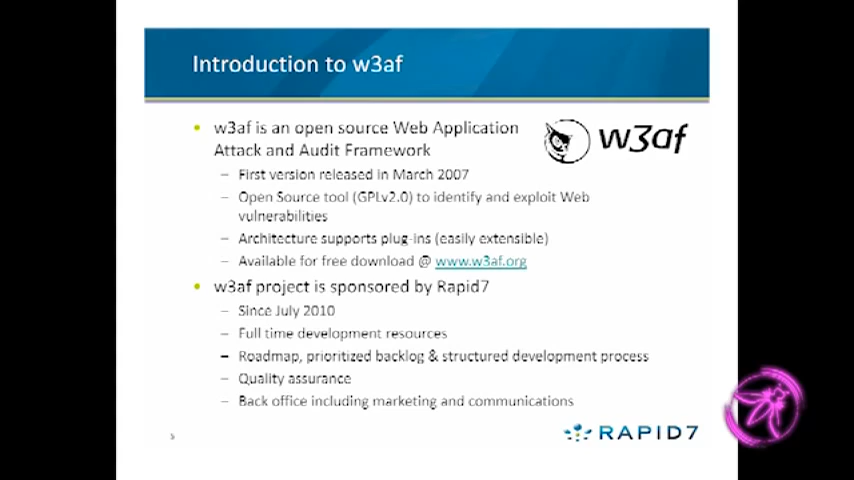 Introduction to w3af
• w3af is an open source Web Application
Attack and Audit Framework
w3af
– First version released in March 2007
– Open Source tool (GPLv2.0) to identify and exploit Web
vulnerabilities
– Architecture supports plug-ins (easily extensible)
– Available for free download @ www.w3af.org
• w3af project is sponsored by Rapid7
– Since July 2010
– Full time development resources
– Roadmap, prioritized backlog & structured development process
– Quality assurance
– Back office including marketing and communications
RAPID7